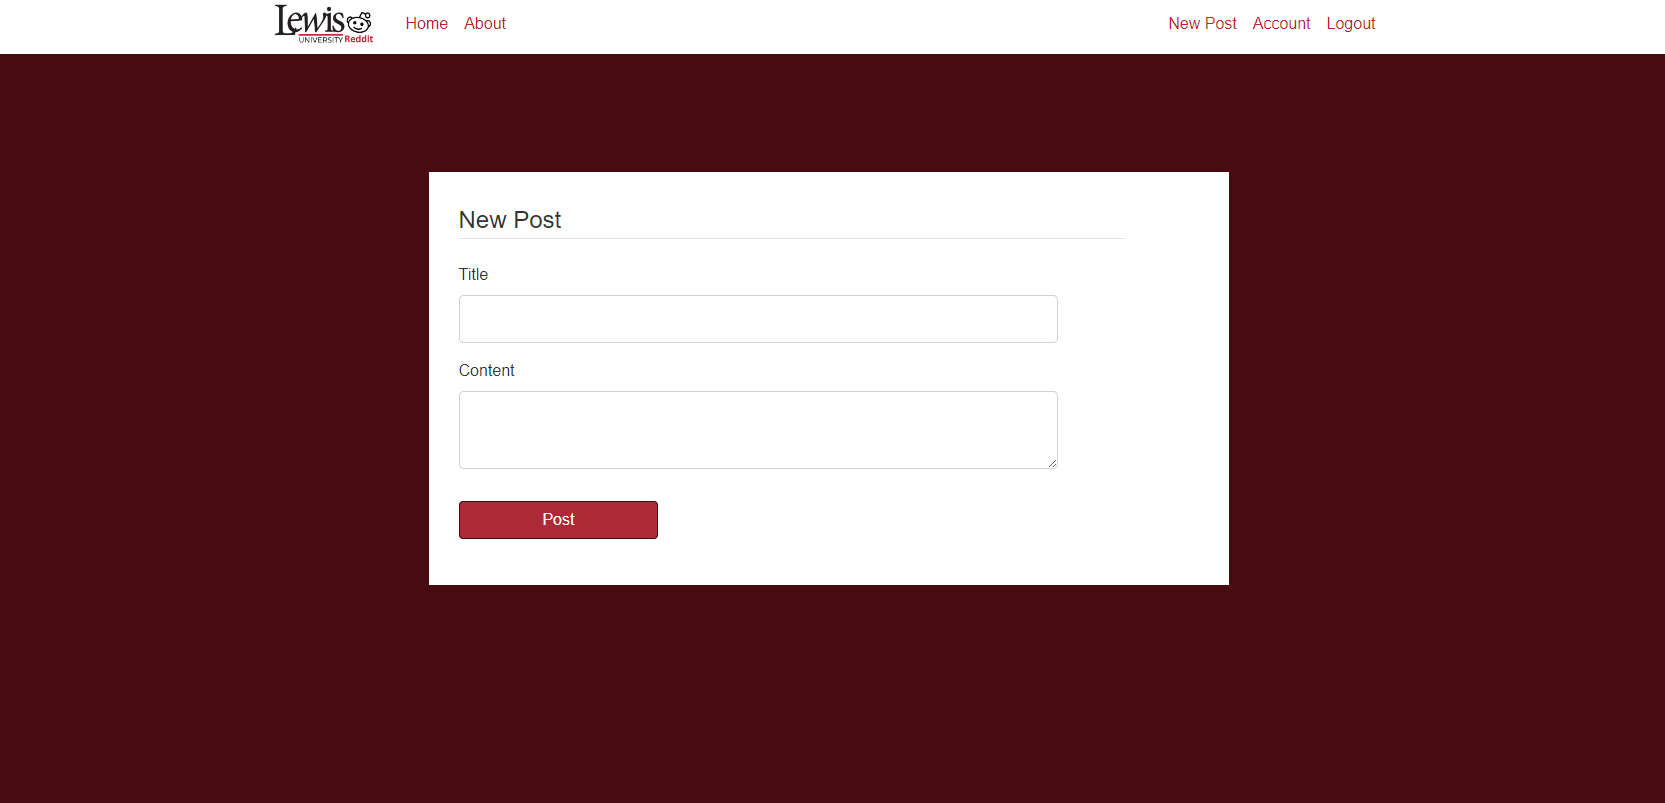 Lewis
UNIVERSITY Reddit
Home About
New Post Account Logout
New Post
Title
Content
Post